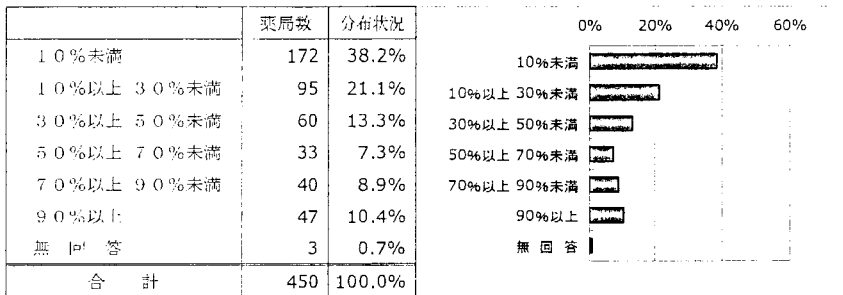 薬局数 分布状況
10%未満 172 38.2%
10%以上 30%未満 95 21.1%
30%以上 50%未満 60 13.3%
50%以上 70%未満 33 7.3%
70%以上 90%未満 40 8.9%
90%以上 47 10.4%
無回答 3 0.7%
合計 450 100.0%
0% 20% 40% 60%
10%未満
10%以上 30%未満
30%以上 50%未満
50%以上 70%未満
70%以上 90%未満
90%以上
無回答